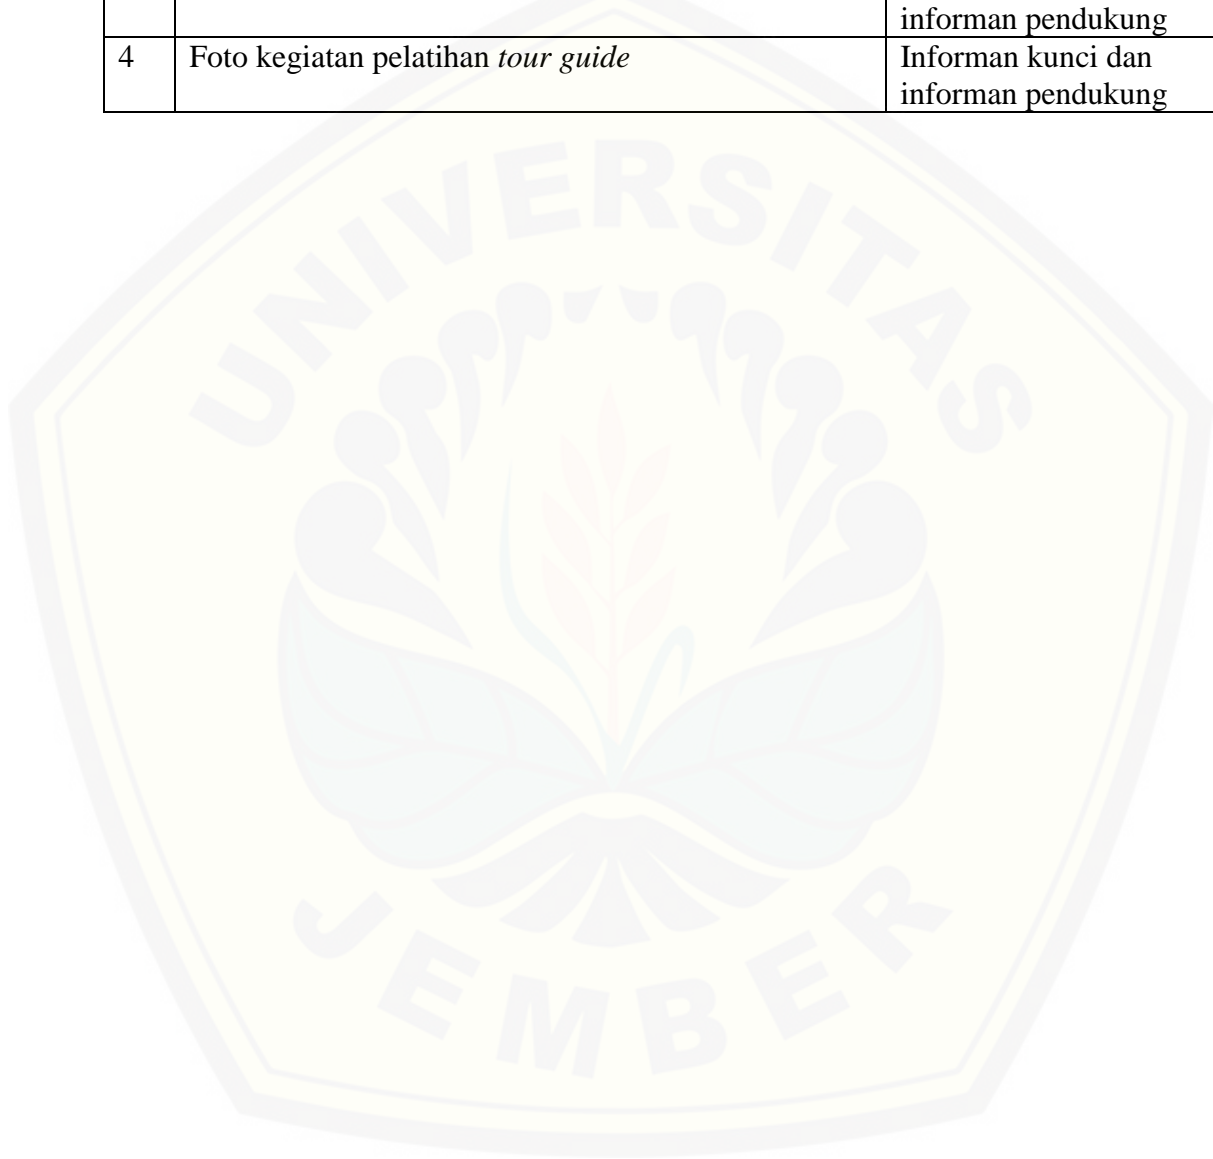 informan pendukung
4 Foto kegiatan pelatihan tour guide Informan kunci dan
informan pendukung
UNIVERSITAS
JEMBER